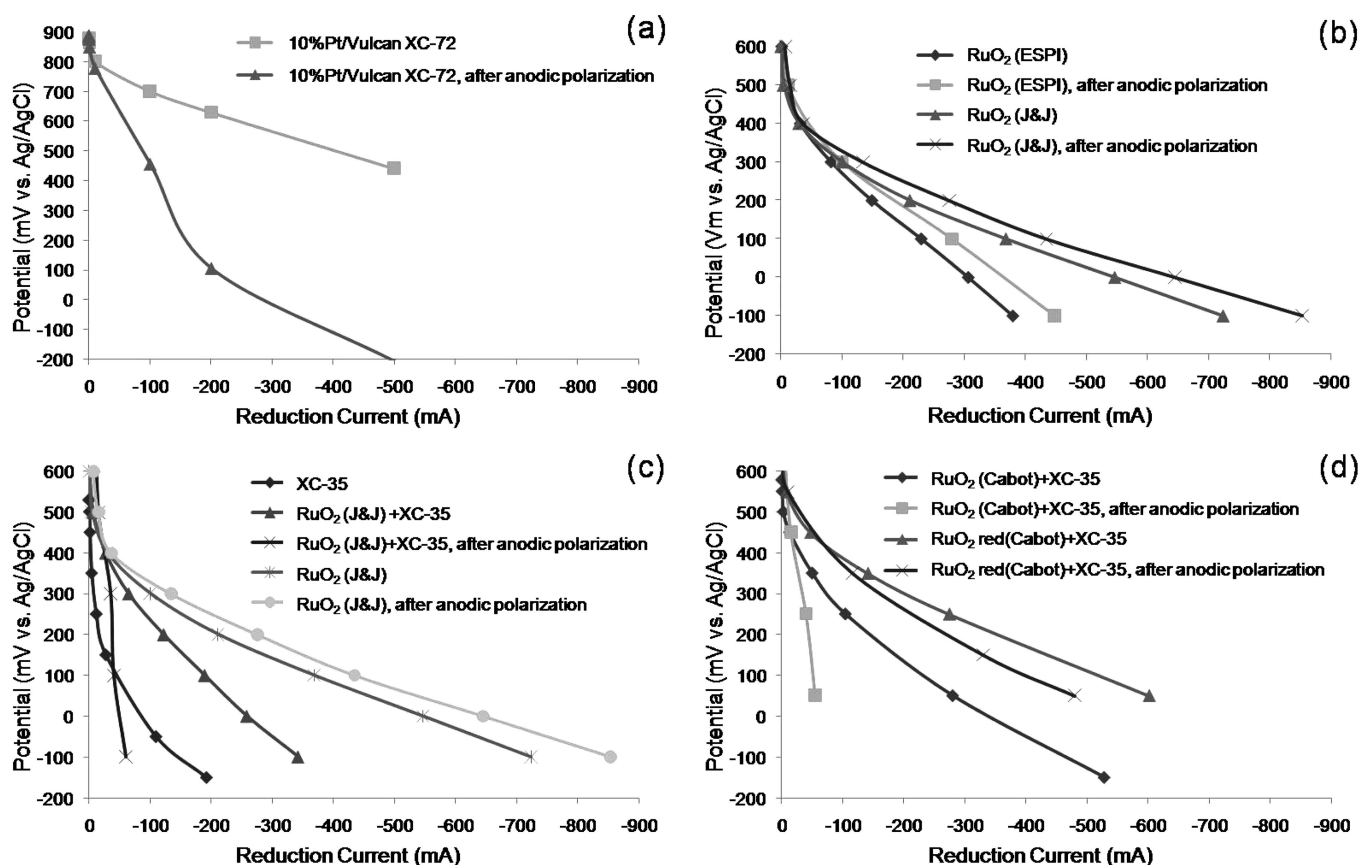 (a)
900
800
700
600
500
400
300
200
100
0
-100
-200
Potential (mV vs. Ag/AgCl)
10%Pt/Vulcan XC-72
10%Pt/Vulcan XC-72, after anodic polarization
0 -100 -200 -300 -400 -500 -600 -700 -800 -900
Reduction Current (mA)
(b)
600
500
400
300
200
100
0
-100
-200
Potential (Vm vs. Ag/AgCl)
RuO2 (ESPI)
RuO2 (ESPI), after anodic polarization
RuO2 (J&J)
RuO2 (J&J), after anodic polarization
0 -100 -200 -300 -400 -500 -600 -700 -800 -900
Reduction Current (mA)
(c)
600
500
400
300
200
100
0
-100
-200
Potential (mV vs. Ag/AgCl)
XC-35
RuO2 (J&J) +XC-35
RuO2 (J&J)+XC-35, after anodic polarization
RuO2 (J&J)
RuO2 (J&J), after anodic polarization
0 -100 -200 -300 -400 -500 -600 -700 -800 -900
Reduction Current (mA)
(d)
600
500
400
300
200
100
0
-100
-200
Potential (mV vs. Ag/AgCl)
RuO2 (Cabot)+XC-35
RuO2 (Cabot)+XC-35, after anodic polarization
RuO2 red(Cabot)+XC-35
RuO2 red(Cabot)+XC-35, after anodic polarization
0 -100 -200 -300 -400 -500 -600 -700 -800 -900
Reduction Current (mA)